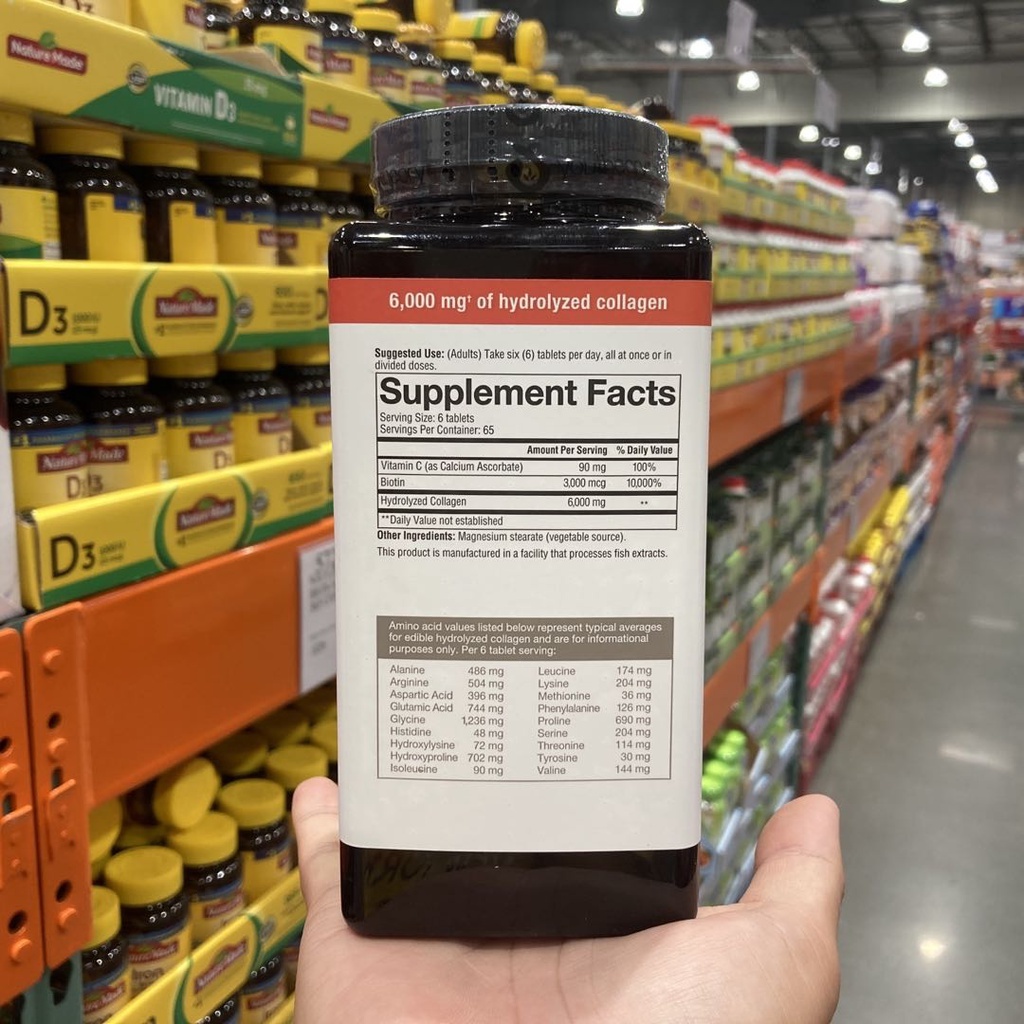 Nature Made
VITAMIN D3
Nature Made
D3
Nature Made
D3
Nature Made
6,000 mg† of hydrolyzed collagen
Suggested Use: (Adults) Take six (6) tablets per day, all at once or in
divided doses.
Supplement Facts
Serving Size: 6 tablets
Servings Per Container: 65
Amount Per Serving % Daily Value
Vitamin C (as Calcium Ascorbate) 90 mg 100%
Biotin 3,000 mcg 10,000%
Hydrolyzed Collagen 6,000 mg **
**Daily Value not established
Other Ingredients: Magnesium stearate (vegetable source).
This product is manufactured in a facility that processes fish extracts.
Amino acid values listed below represent typical averages
for edible hydrolyzed collagen and are for informational
purposes only. Per 6 tablet serving:
Alanine 486 mg Leucine 174 mg
Arginine 504 mg Lysine 204 mg
Aspartic Acid 396 mg Methionine 36 mg
Glutamic Acid 744 mg Phenylalanine 126 mg
Glycine 1,236 mg Proline 690 mg
Histidine 48 mg Serine 204 mg
Hydroxylysine 72 mg Threonine 114 mg
Hydroxyproline 702 mg Tyrosine 30 mg
Isoleucine 90 mg Valine 144 mg
Nature Made